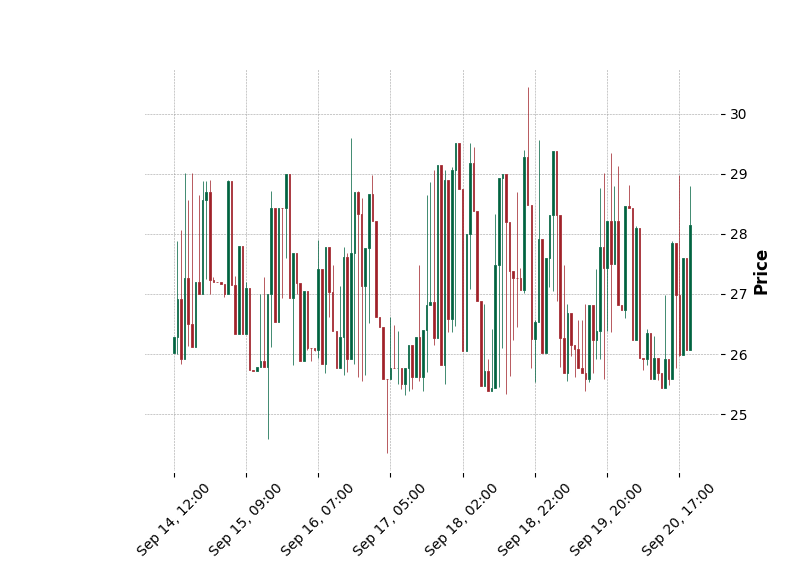 30
29
28
27
26
25
Price
Sep 14, 12:00
Sep 15, 09:00
Sep 16, 07:00
Sep 17, 05:00
Sep 18, 02:00
Sep 18, 22:00
Sep 19, 20:00
Sep 20, 17:00